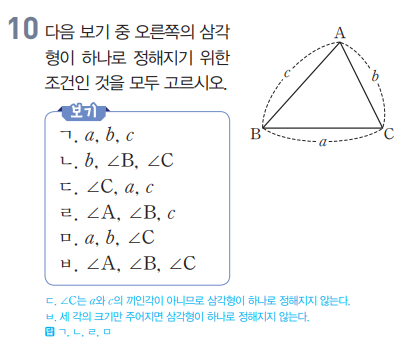 10 다음 보기 중 오른쪽의 삼각
형이 하나로 정해지기 위한
조건인 것을 모두 고르시오.
보기
ㄱ. a, b, c
ㄴ. b, ∠B, ∠C
ㄷ. ∠C, a, c
ㄹ. ∠A, ∠B, c
ㅁ. a, b, ∠C
ㅂ. ∠A, ∠B, ∠C
A
c
b
B
a
C
ㄷ. ∠C는 a와 c의 끼인각이 아니므로 삼각형이 하나로 정해지지 않는다.
ㅂ. 세 각의 크기만 주어지면 삼각형이 하나로 정해지지 않는다.
답 ㄱ, ㄴ, ㄹ, ㅁ